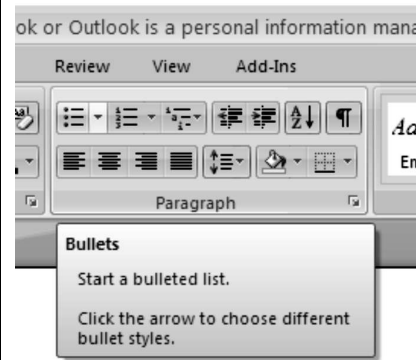 ok or Outlook is a personal information mana
Review View Add-Ins
Paragraph
Bullets
Start a bulleted list.
Click the arrow to choose different
bullet styles.